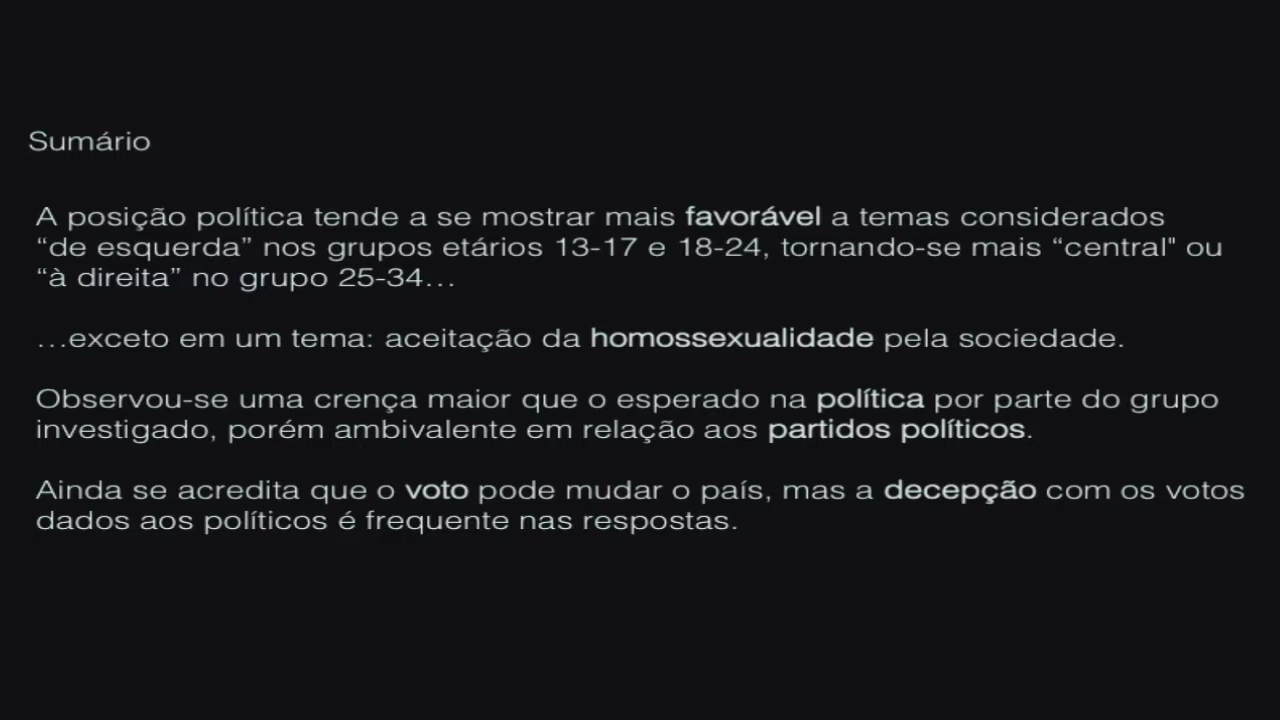 Sumário
A posição política tende a se mostrar mais favorável a temas considerados
“de esquerda” nos grupos etários 13-17 e 18-24, tornando-se mais “central" ou
“à direita” no grupo 25-34…
…exceto em um tema: aceitação da homossexualidade pela sociedade.
Observou-se uma crença maior que o esperado na política por parte do grupo
investigado, porém ambivalente em relação aos partidos políticos.
Ainda se acredita que o voto pode mudar o país, mas a decepção com os votos
dados aos políticos é frequente nas respostas.